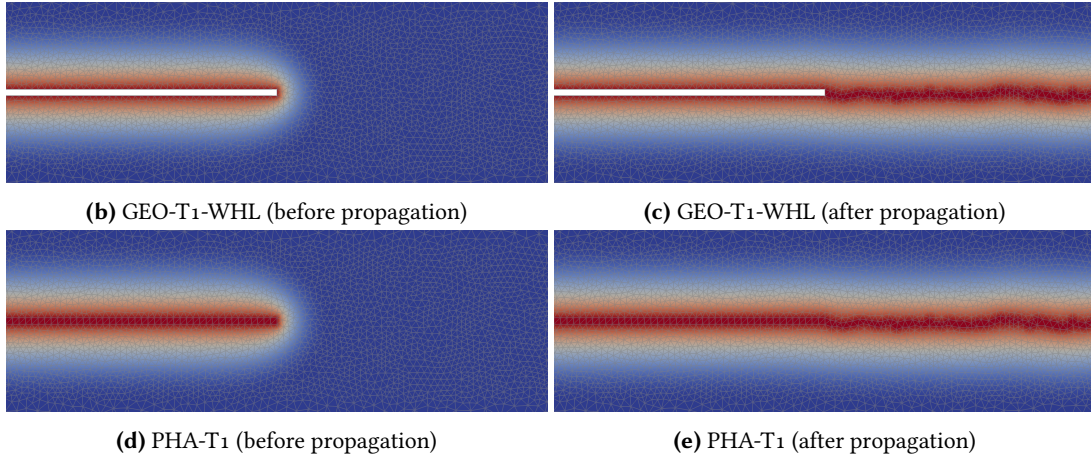 (b) GEO-T1-WHL (before propagation)
(c) GEO-T1-WHL (after propagation)
(d) PHA-T1 (before propagation)
(e) PHA-T1 (after propagation)